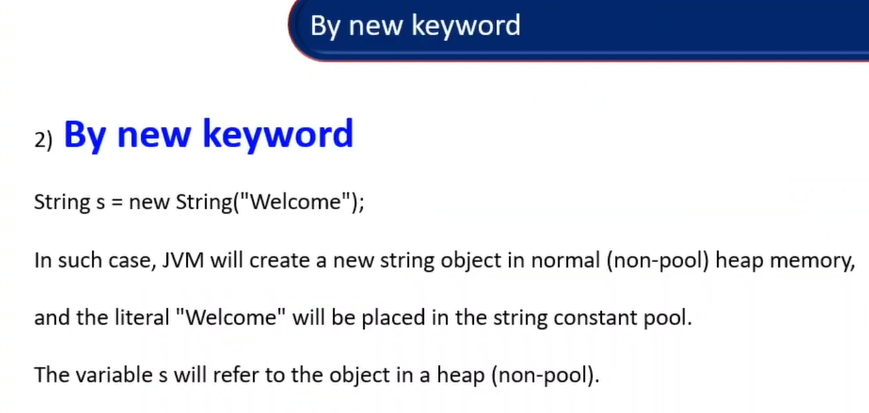 By new keyword
2) By new keyword
String s = new String("Welcome");
In such case, JVM will create a new string object in normal (non-pool) heap memory,
and the literal "Welcome" will be placed in the string constant pool.
The variable s will refer to the object in a heap (non-pool).